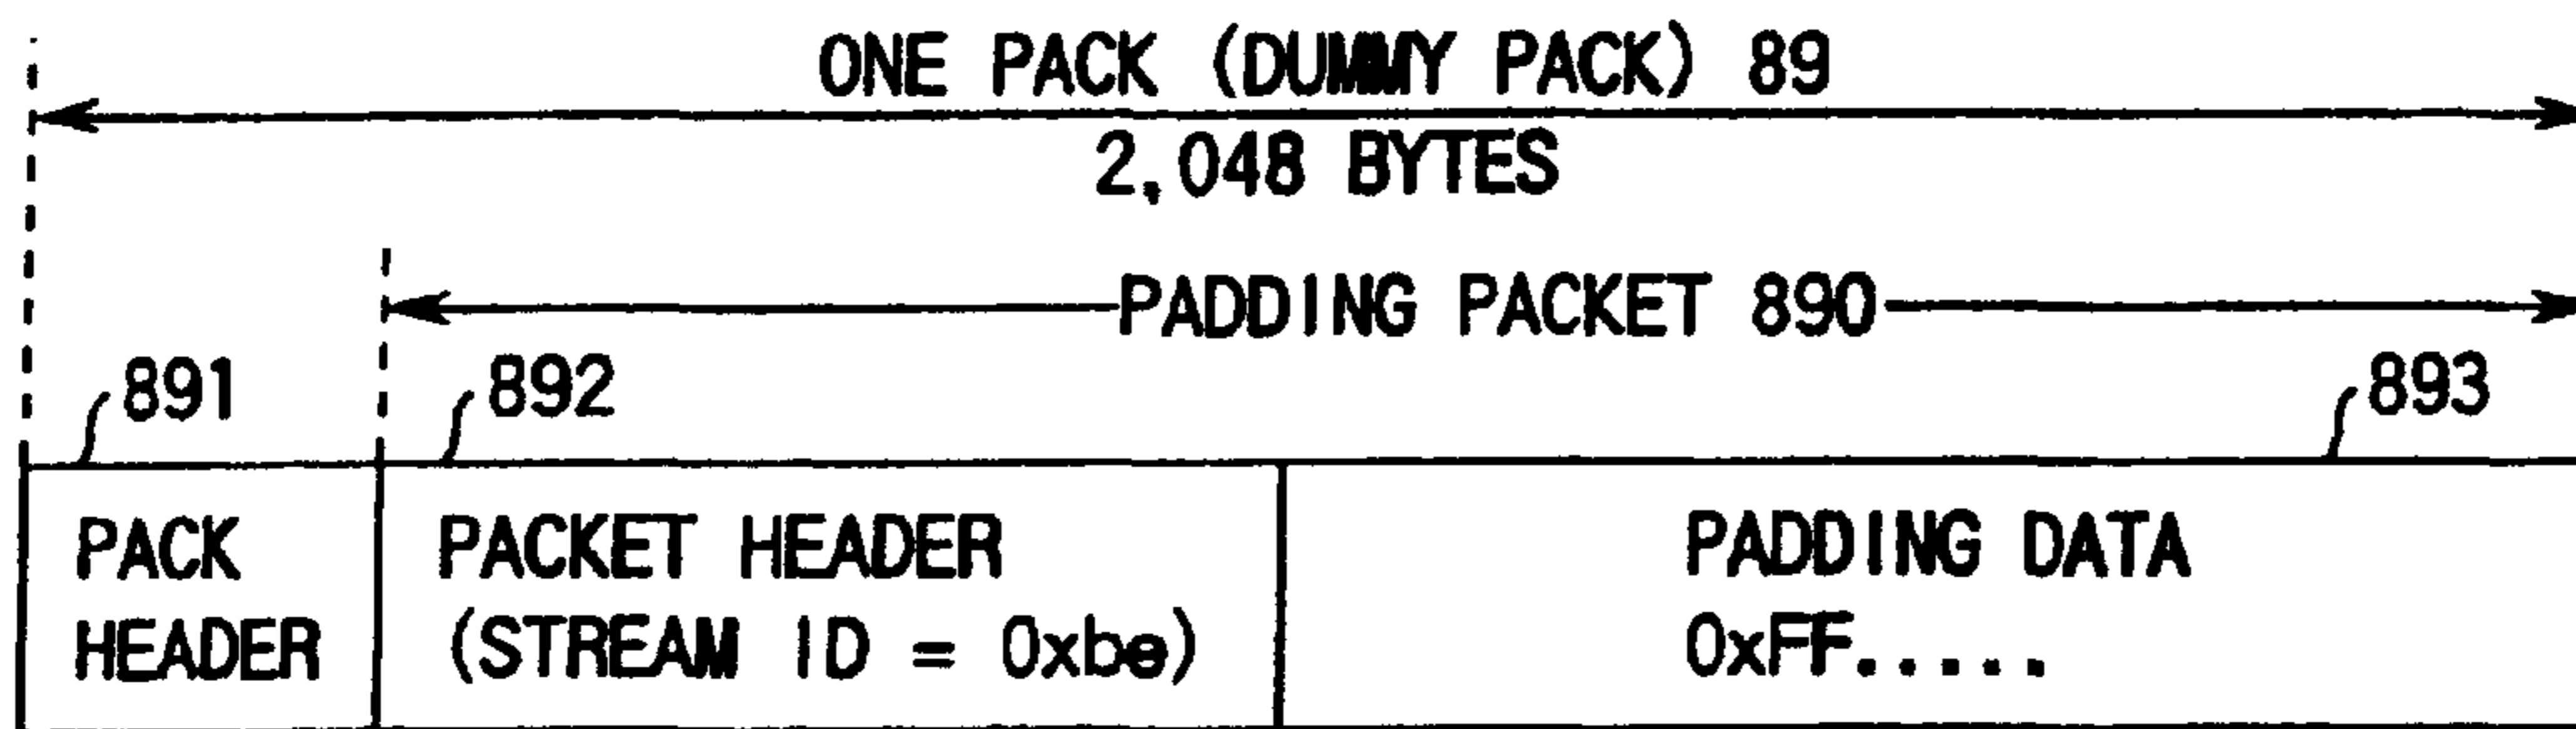 ONE PACK (DUMMY PACK) 89
2,048 BYTES
PADDING PACKET 890
891
892
893
PACK
HEADER
PACKET HEADER
(STREAM ID = 0xbe)
PADDING DATA
0xFF.....